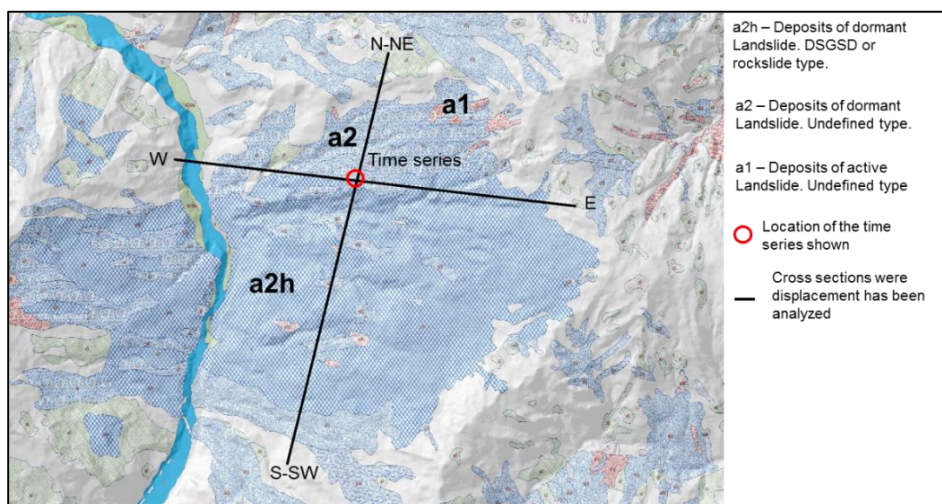 N-NE
a1
a2
Time series
W
E
a2h
S-SW
a2h – Deposits of dormant
Landslide. DSGSD or
rockslide type.
a2 – Deposits of dormant
Landslide. Undefined type.
a1 – Deposits of active
Landslide. Undefined type
Location of the time
series shown
Cross sections were
displacement has been
analyzed